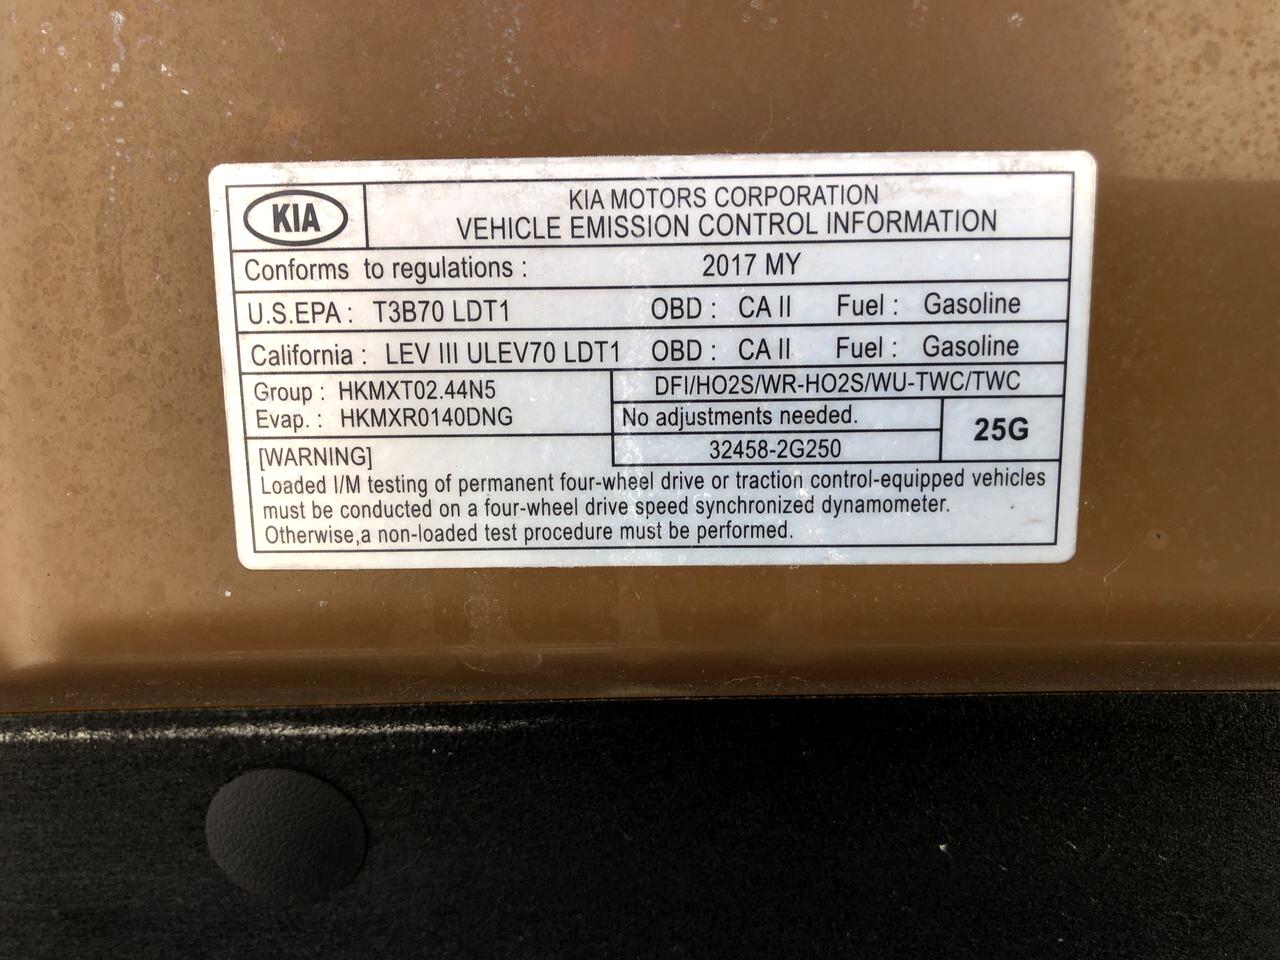 KIA
KIA MOTORS CORPORATION
VEHICLE EMISSION CONTROL INFORMATION
Conforms to regulations : 2017 MY
U.S.EPA : T3B70 LDT1 OBD : CA II Fuel : Gasoline
California : LEV III ULEV70 LDT1 OBD : CA II Fuel : Gasoline
Group : HKMXT02.44N5
Evap. : HKMXR0140DNG
DFI/HO2S/WR-HO2S/WU-TWC/TWC
No adjustments needed.
32458-2G250
25G
[WARNING]
Loaded I/M testing of permanent four-wheel drive or traction control-equipped vehicles
must be conducted on a four-wheel drive speed synchronized dynamometer.
Otherwise,a non-loaded test procedure must be performed.